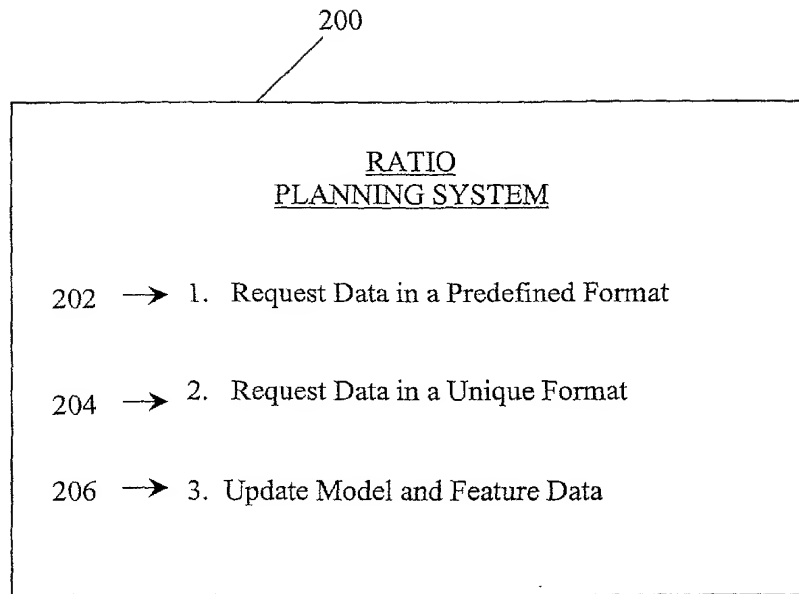 200
RATIO
PLANNING SYSTEM
202 → 1. Request Data in a Predefined Format
204 → 2. Request Data in a Unique Format
206 → 3. Update Model and Feature Data